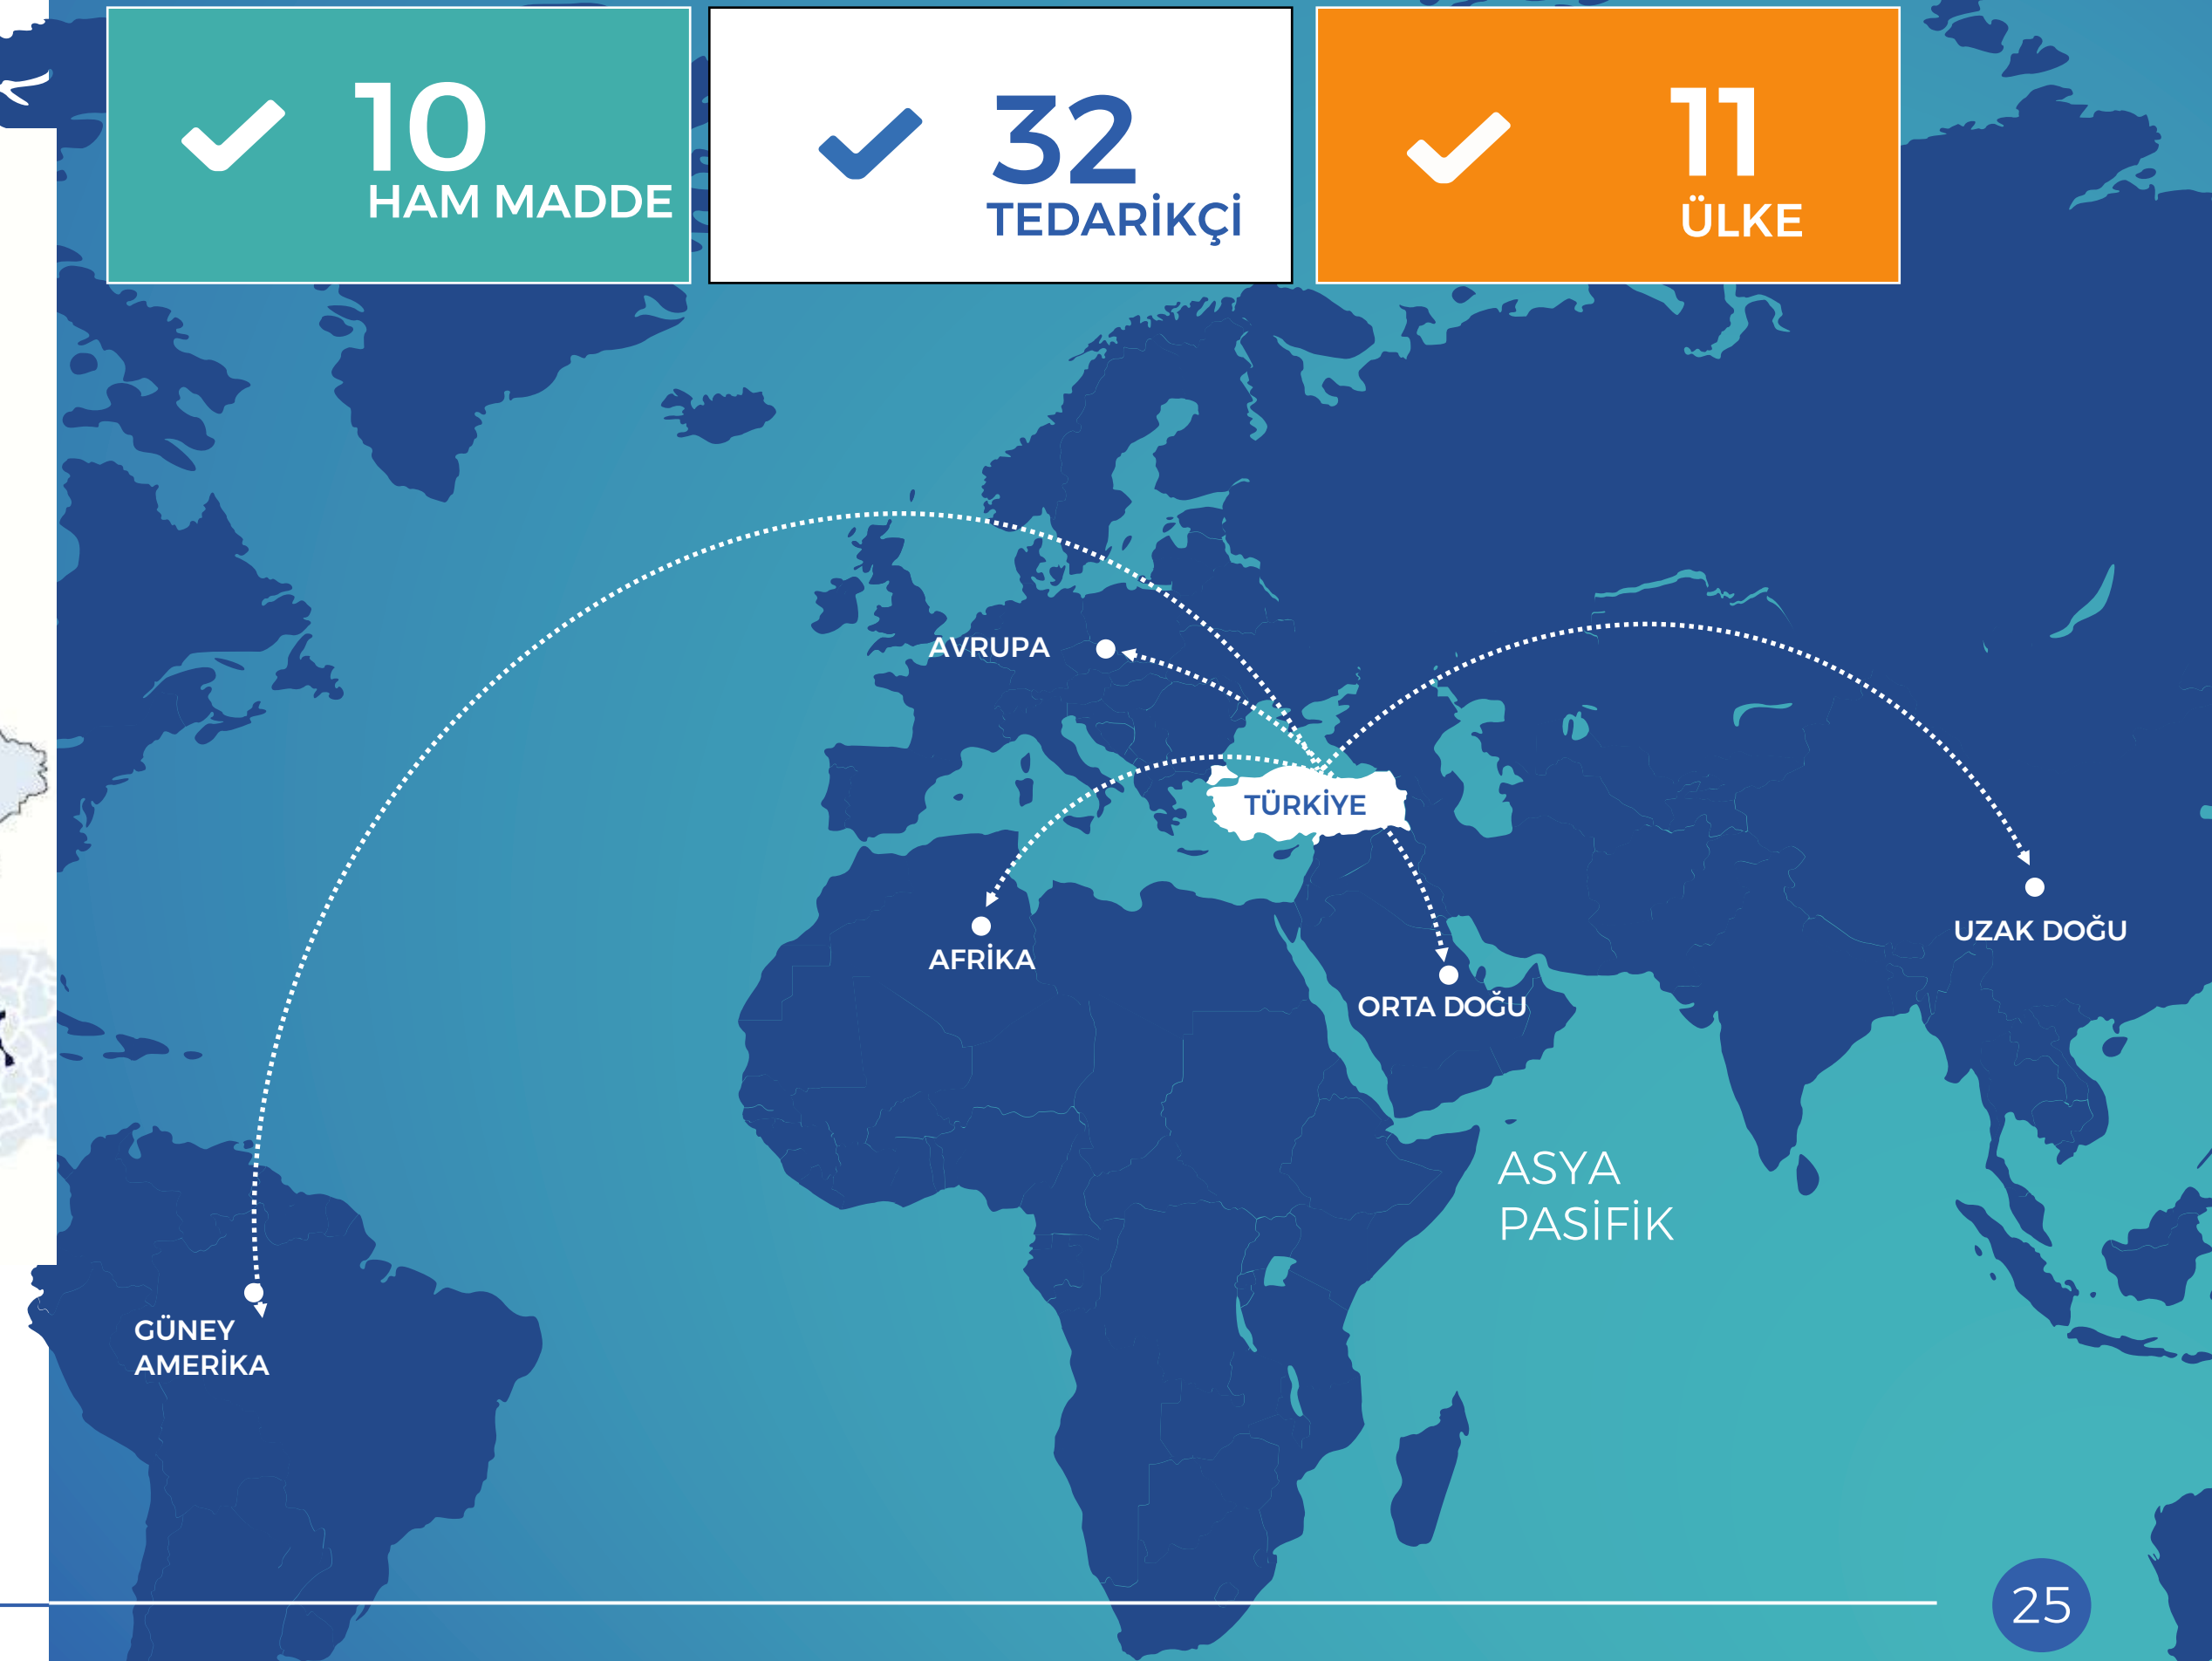 10
HAM MADDE
32
TEDARİKÇİ
11
ÜLKE
AVRUPA
TÜRKİYE
UZAK DOĞU
AFRİKA
ORTA DOĞU
ASYA
PASİFİK
GÜNEY
AMERİKA
25